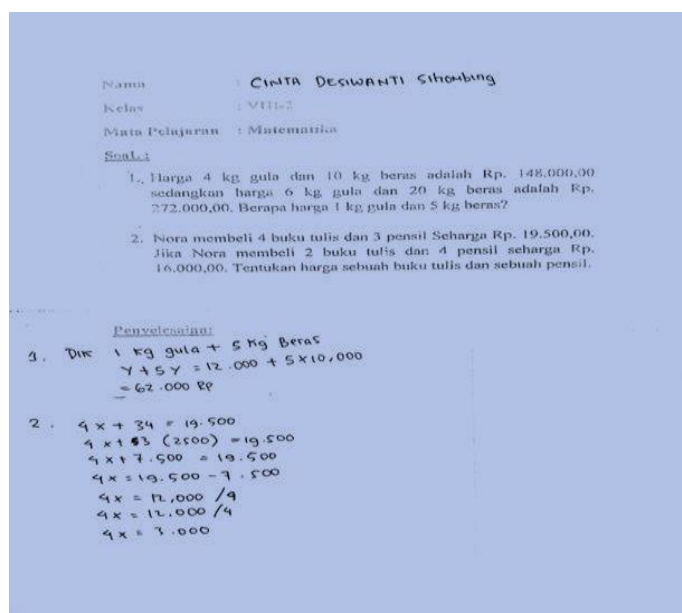 Nama : CINTA DESIWANTI Sihombing
Kelas : VIII-2
Mata Pelajaran : Matematika
Soal :
1. Harga 4 kg gula dan 10 kg beras adalah Rp. 148.000,00
sedangkan harga 6 kg gula dan 20 kg beras adalah Rp.
272.000,00. Berapa harga 1 kg gula dan 5 kg beras?
2. Nora membeli 4 buku tulis dan 3 pensil Seharga Rp. 19.500,00.
Jika Nora membeli 2 buku tulis dan 4 pensil seharga Rp.
16.000,00. Tentukan harga sebuah buku tulis dan sebuah pensil.
Penyelesaian:
1. Dik 1 kg gula + 5 kg Beras
Y + 5 Y = 12.000 + 5 x 10,000
= 62.000 Rp
2. 4 x + 3y = 19.500
4 x + 3 (2500) = 19.500
4 x + 7.500 = 19.500
4x = 19.500 - 7.500
4x = 12,000 /4
4x = 12.000 /4
4x = 3.000